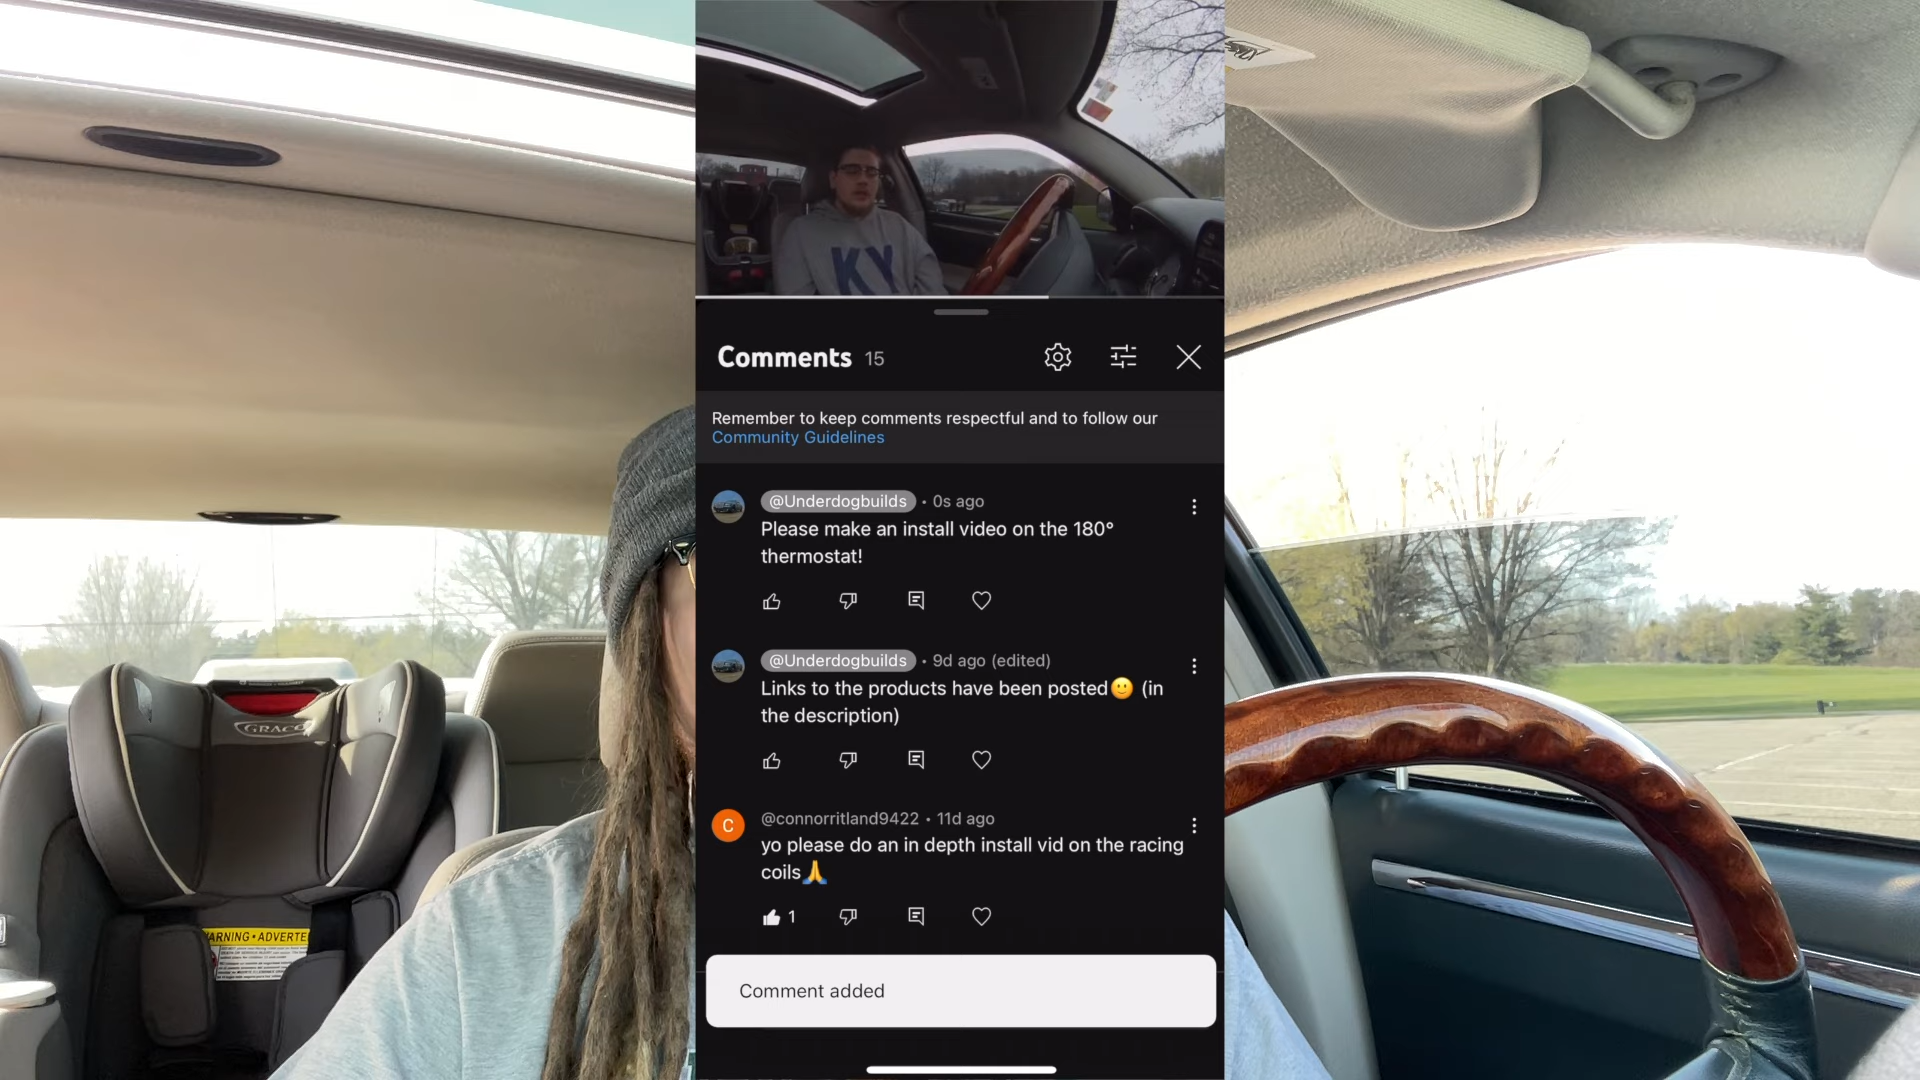 KY
Comments 15
Remember to keep comments respectful and to follow our
Community Guidelines
@Underdogbuilds • 0s ago
Please make an install video on the 180°
thermostat!
@Underdogbuilds • 9d ago (edited)
Links to the products have been posted🙂 (in
the description)
C
@connorritland9422 • 11d ago
yo please do an in depth install vid on the racing
coils🙏
1
Comment added
GRACO
WARNING • ADVERTE